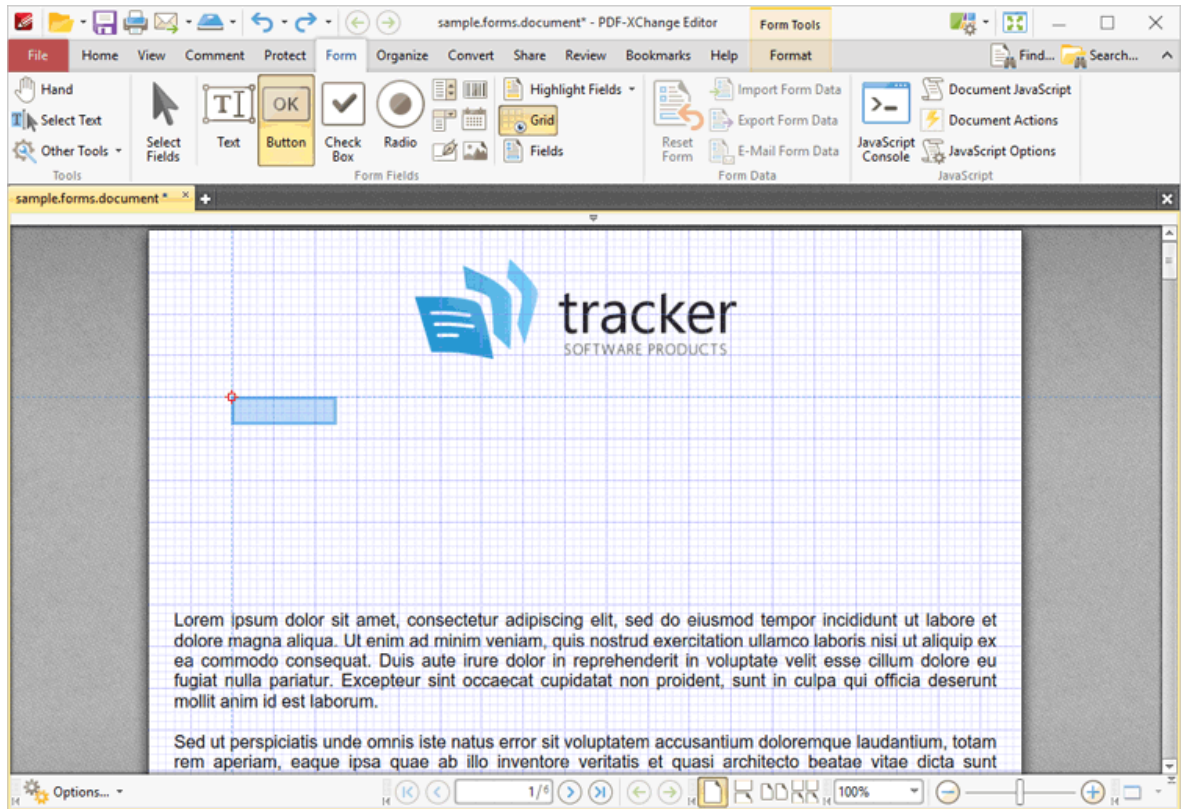 sample.forms.document* - PDF-XChange Editor
Form Tools
File Home View Comment Protect Form Organize Convert Share Review Bookmarks Help Format Find... Search...
Hand
Select Text
Other Tools
Tools
Select Fields
Text
OK
Button
Check Box
Radio
Highlight Fields
Grid
Fields
Form Fields
Reset Form
Import Form Data
Export Form Data
E-Mail Form Data
Form Data
JavaScript Console
Document JavaScript
Document Actions
JavaScript Options
JavaScript
sample.forms.document *
tracker
SOFTWARE PRODUCTS
Lorem ipsum dolor sit amet, consectetur adipiscing elit, sed do eiusmod tempor incididunt ut labore et
dolore magna aliqua. Ut enim ad minim veniam, quis nostrud exercitation ullamco laboris nisi ut aliquip ex
ea commodo consequat. Duis aute irure dolor in reprehenderit in voluptate velit esse cillum dolore eu
fugiat nulla pariatur. Excepteur sint occaecat cupidatat non proident, sunt in culpa qui officia deserunt
mollit anim id est laborum.
Sed ut perspiciatis unde omnis iste natus error sit voluptatem accusantium doloremque laudantium, totam
rem aperiam, eaque ipsa quae ab illo inventore veritatis et quasi architecto beatae vitae dicta sunt
Options...
1/6
100%